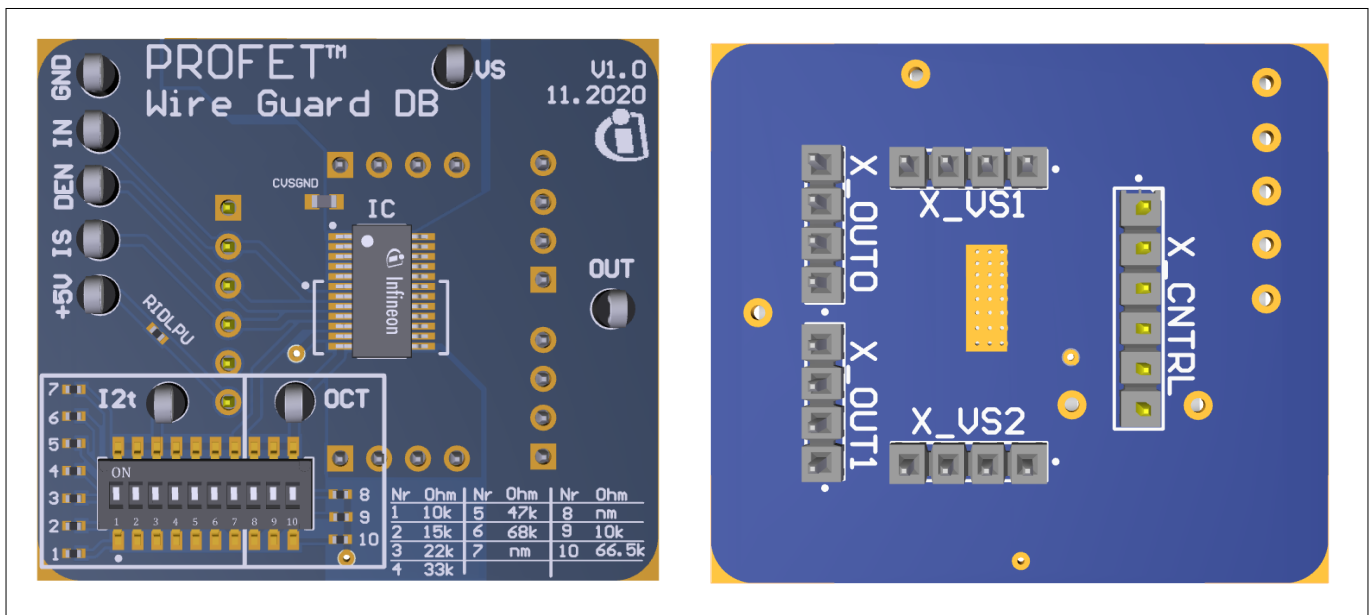 PROFET™
Wire Guard DB
VS
V1.0
11.2020
GND
IN
DEN
IS
+5V
CVSGND
IC
Infineon
OUT
RIDLPU
I2t
OCT
7
6
5
4
3
2
1
ON
1 2 3 4 5 6 7 8 9 10
8
9
10
Nr Ohm Nr Ohm Nr Ohm
1 10k 5 47k 8 nm
2 15k 6 68k 9 10k
3 22k 7 nm 10 66.5k
4 33k
X_OUT0
X_VS1
X_CNTRL
X_OUT1
X_VS2